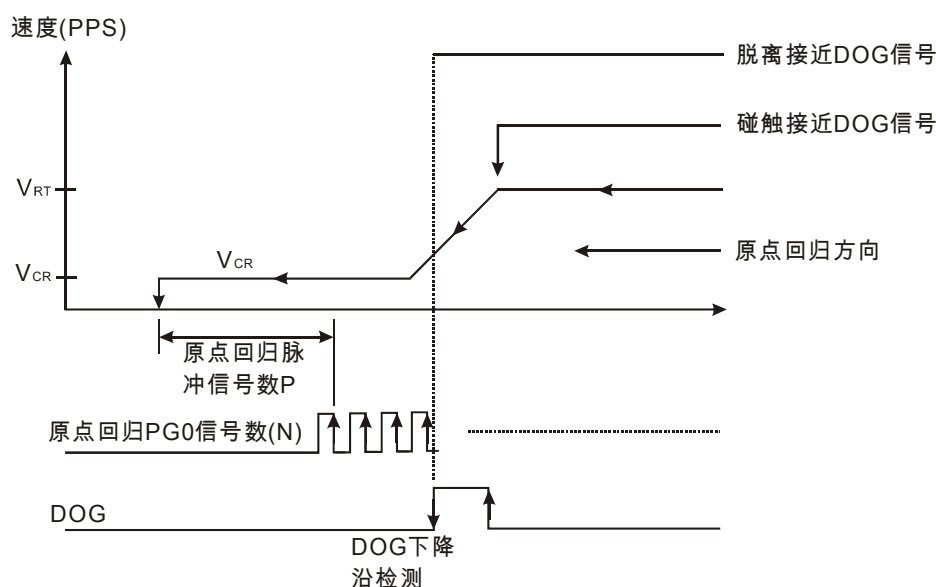 速度(PPS)
脱离接近DOG信号
碰触接近DOG信号
VRT
原点回归方向
VCR
VCR
原点回归脉
冲信号数P
原点回归PG0信号数(N)
DOG
DOG下降
沿检测